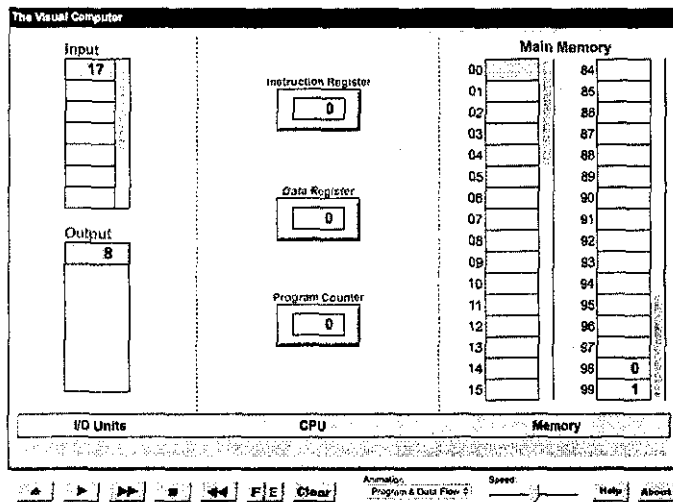 The Visual Computer
Input
17
Output
8
Instruction Register
0
Data Register
0
Program Counter
0
Main Memory
00
01
02
03
04
05
06
07
08
09
10
11
12
13
14
15
84
85
86
87
88
89
90
91
92
93
94
95
96
97
98 0
99 1
I/O Units CPU Memory
F E Clear
Animation
Program & Data Flow
Speed:
Help About